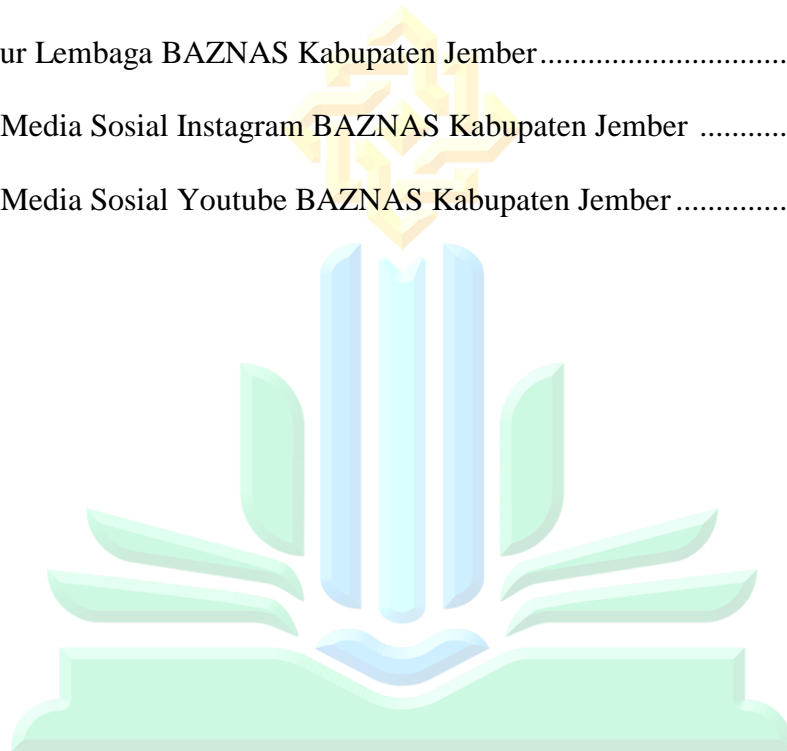 ur Lembaga BAZNAS Kabupaten Jember...............................
Media Sosial Instagram BAZNAS Kabupaten Jember ...........
Media Sosial Youtube BAZNAS Kabupaten Jember..............